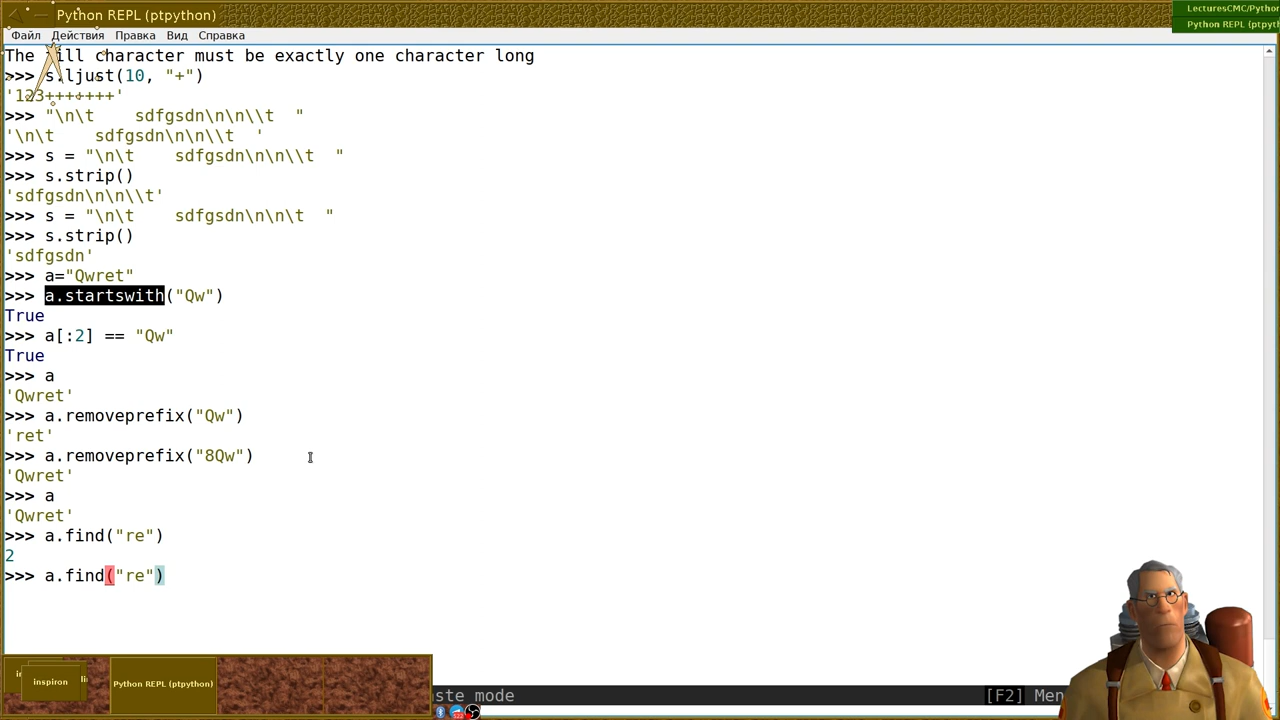 Python REPL (ptpython)
LecturesCMC/Python
Python REPL (ptpyt
Файл Действия Правка Вид Справка
The fill character must be exactly one character long
>>> s.ljust(10, "+")
'123+++++++'
>>> "\n\t    sdfgsdn\n\n\\t  "
'\n\t    sdfgsdn\n\n\\t  '
>>> s = "\n\t    sdfgsdn\n\n\\t  "
>>> s.strip()
'sdfgsdn\n\n\\t'
>>> s = "\n\t    sdfgsdn\n\n\t  "
>>> s.strip()
'sdfgsdn'
>>> a="Qwret"
>>> a.startswith("Qw")
True
>>> a[:2] == "Qw"
True
>>> a
'Qwret'
>>> a.removeprefix("Qw")
'ret'
>>> a.removeprefix("8Qw")
'Qwret'
>>> a
'Qwret'
>>> a.find("re")
2
>>> a.find("re")
inspiron
Python REPL (ptpython)
ste mode
[F2] Men